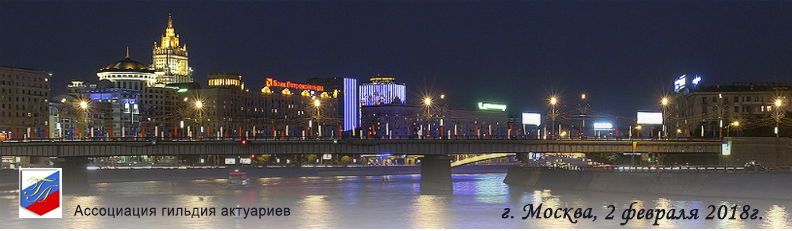 Ассоциация гильдия актуариев
г. Москва, 2 февраля 2018г.